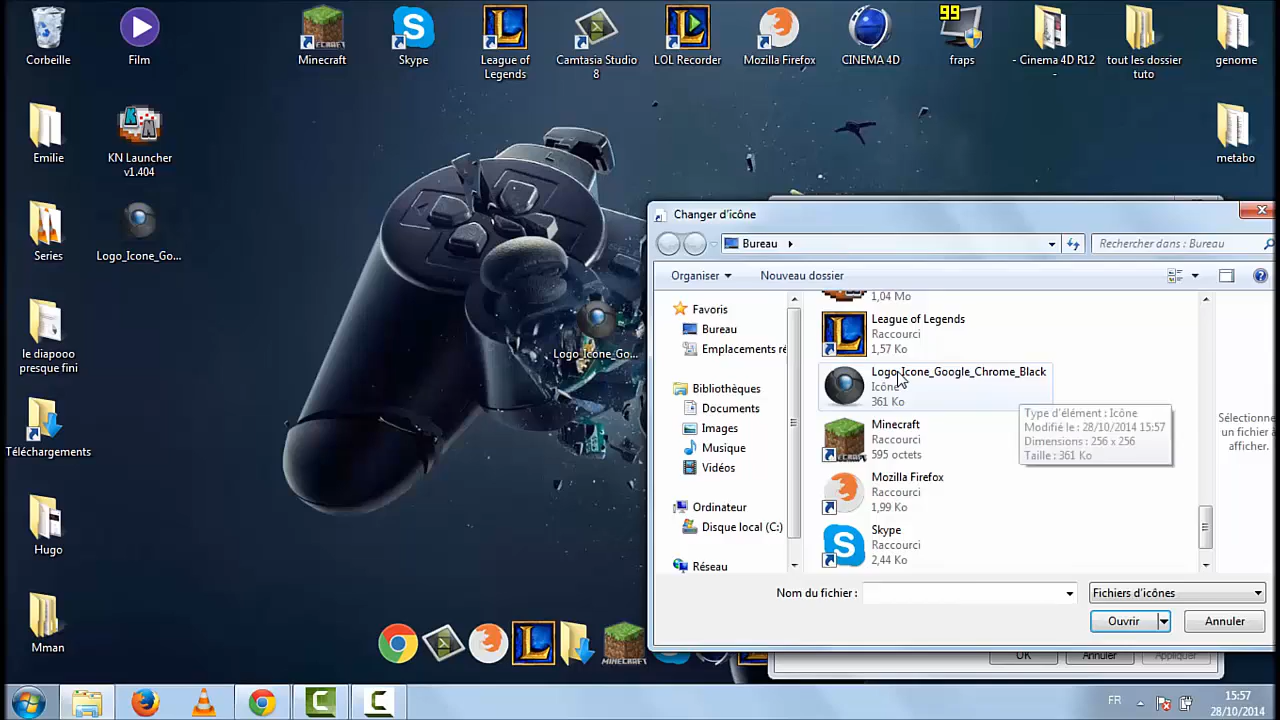 99
Corbeille
Film
Minecraft
Skype
League of
Legends
Camtasia Studio
8
LOL Recorder
Mozilla Firefox
CINEMA 4D
fraps
- Cinema 4D R12
-
tout les dossier
tuto
genome
Emilie
KN Launcher
v1.404
metabo
Series
Logo_Icone_Go...
Logo_Icone_Go...
le diapooo
presque fini
Téléchargements
Hugo
Mman
Changer d'icône
Bureau
Rechercher dans : Bureau
Organiser
Nouveau dossier
Favoris
Bureau
Emplacements ré
Bibliothèques
Documents
Images
Musique
Vidéos
Ordinateur
Disque local (C:)
Réseau
1,04 Mo
League of Legends
Raccourci
1,57 Ko
Logo_Icone_Google_Chrome_Black
Icône
361 Ko
Minecraft
Raccourci
595 octets
Mozilla Firefox
Raccourci
1,99 Ko
Skype
Raccourci
2,44 Ko
Type d'élément : Icône
Modifié le : 28/10/2014 15:57
Dimensions : 256 x 256
Taille : 361 Ko
Sélectionne
un fichier à
afficher.
Nom du fichier :
Fichiers d'icônes
Ouvrir
Annuler
OK
Annuler
Appliquer
MINECRAFT
FR
15:57
28/10/2014